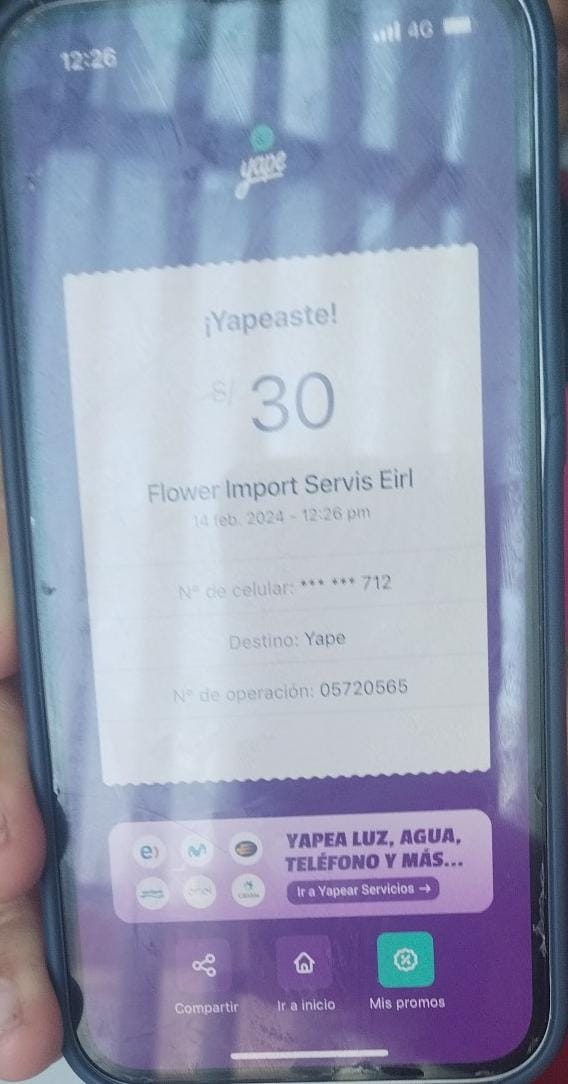 12:26
4G
yape
¡Yapeaste!
S/ 30
Flower Import Servis Eirl
14 feb. 2024 - 12:26 pm
N° de celular: *** *** 712
Destino: Yape
N° de operación: 05720565
e)
YAPEA LUZ, AGUA,
TELÉFONO Y MÁS...
enel
Ir a Yapear Servicios →
Compartir
Ir a inicio
Mis promos